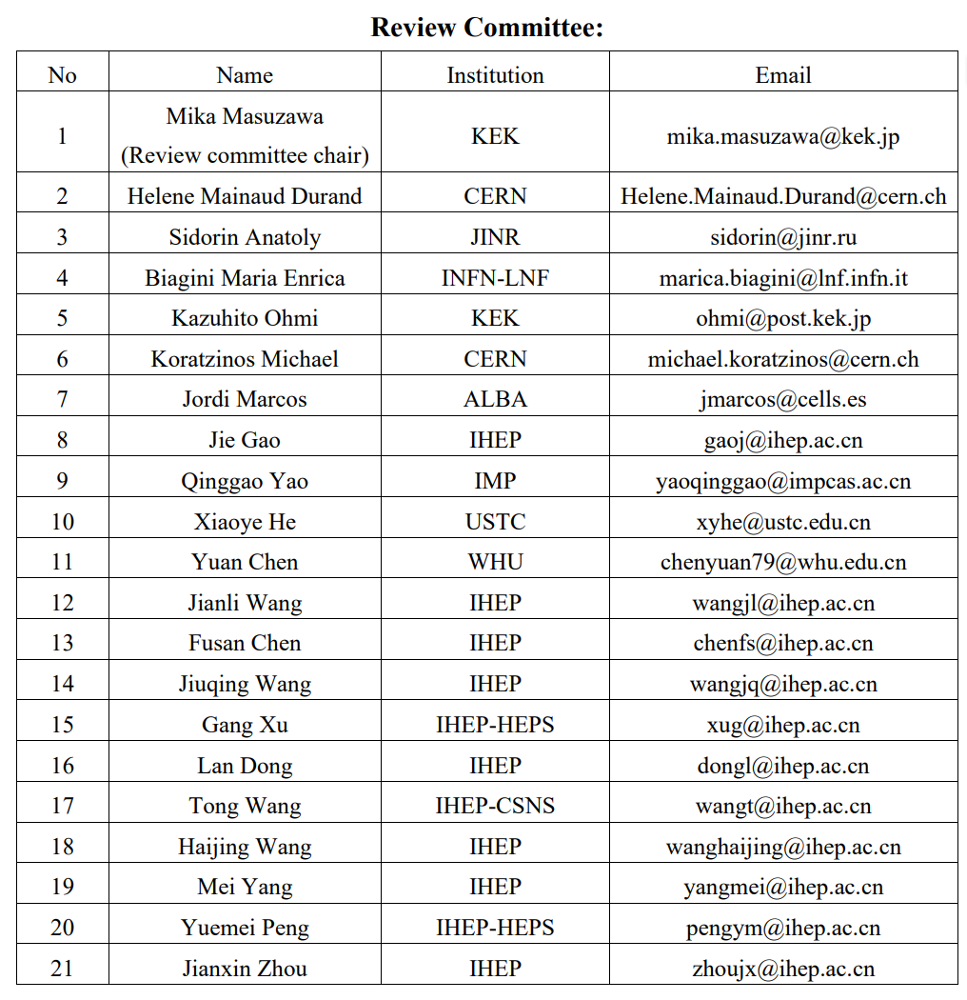 Review Committee:
No Name Institution Email
1 Mika Masuzawa (Review committee chair) KEK mika.masuzawa@kek.jp
2 Helene Mainaud Durand CERN Helene.Mainaud.Durand@cern.ch
3 Sidorin Anatoly JINR sidorin@jinr.ru
4 Biagini Maria Enrica INFN-LNF marica.biagini@lnf.infn.it
5 Kazuhito Ohmi KEK ohmi@post.kek.jp
6 Koratzinos Michael CERN michael.koratzinos@cern.ch
7 Jordi Marcos ALBA jmarcos@cells.es
8 Jie Gao IHEP gaoj@ihep.ac.cn
9 Qinggao Yao IMP yaoqinggao@impcas.ac.cn
10 Xiaoye He USTC xyhe@ustc.edu.cn
11 Yuan Chen WHU chenyuan79@whu.edu.cn
12 Jianli Wang IHEP wangjl@ihep.ac.cn
13 Fusan Chen IHEP chenfs@ihep.ac.cn
14 Jiuqing Wang IHEP wangjq@ihep.ac.cn
15 Gang Xu IHEP-HEPS xug@ihep.ac.cn
16 Lan Dong IHEP dongl@ihep.ac.cn
17 Tong Wang IHEP-CSNS wangt@ihep.ac.cn
18 Haijing Wang IHEP wanghaijing@ihep.ac.cn
19 Mei Yang IHEP yangmei@ihep.ac.cn
20 Yuemei Peng IHEP-HEPS pengym@ihep.ac.cn
21 Jianxin Zhou IHEP zhoujx@ihep.ac.cn